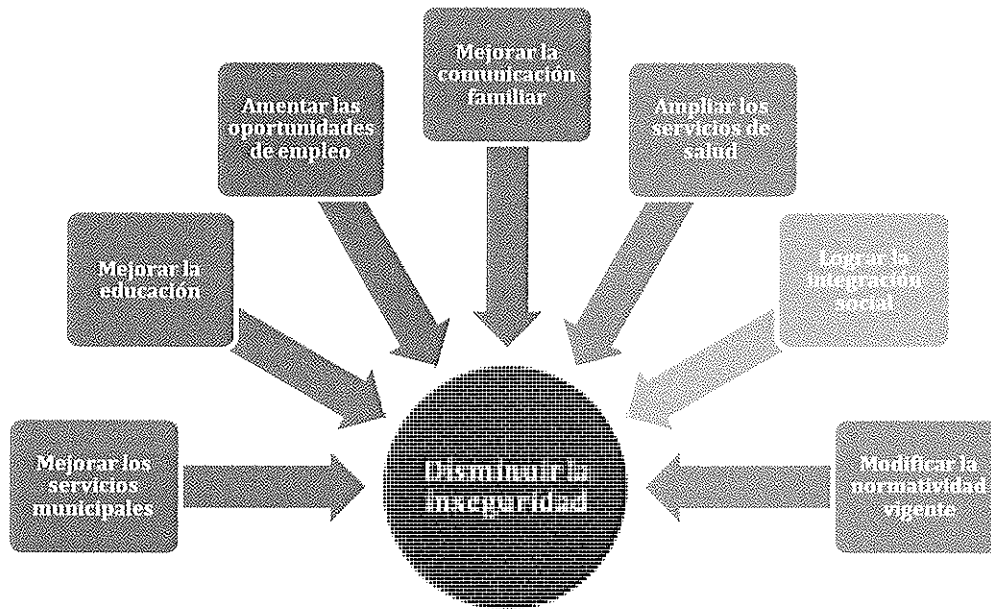 Mejorar la
comunicación
familiar
Amentar las
oportunidades
de empleo
Ampliar los
servicios de
salud
Mejorar la
educación
Lograr la
integración
social
Mejorar los
servicios
municipales
Disminuir la
inseguridad
Modificar la
normatividad
vigente